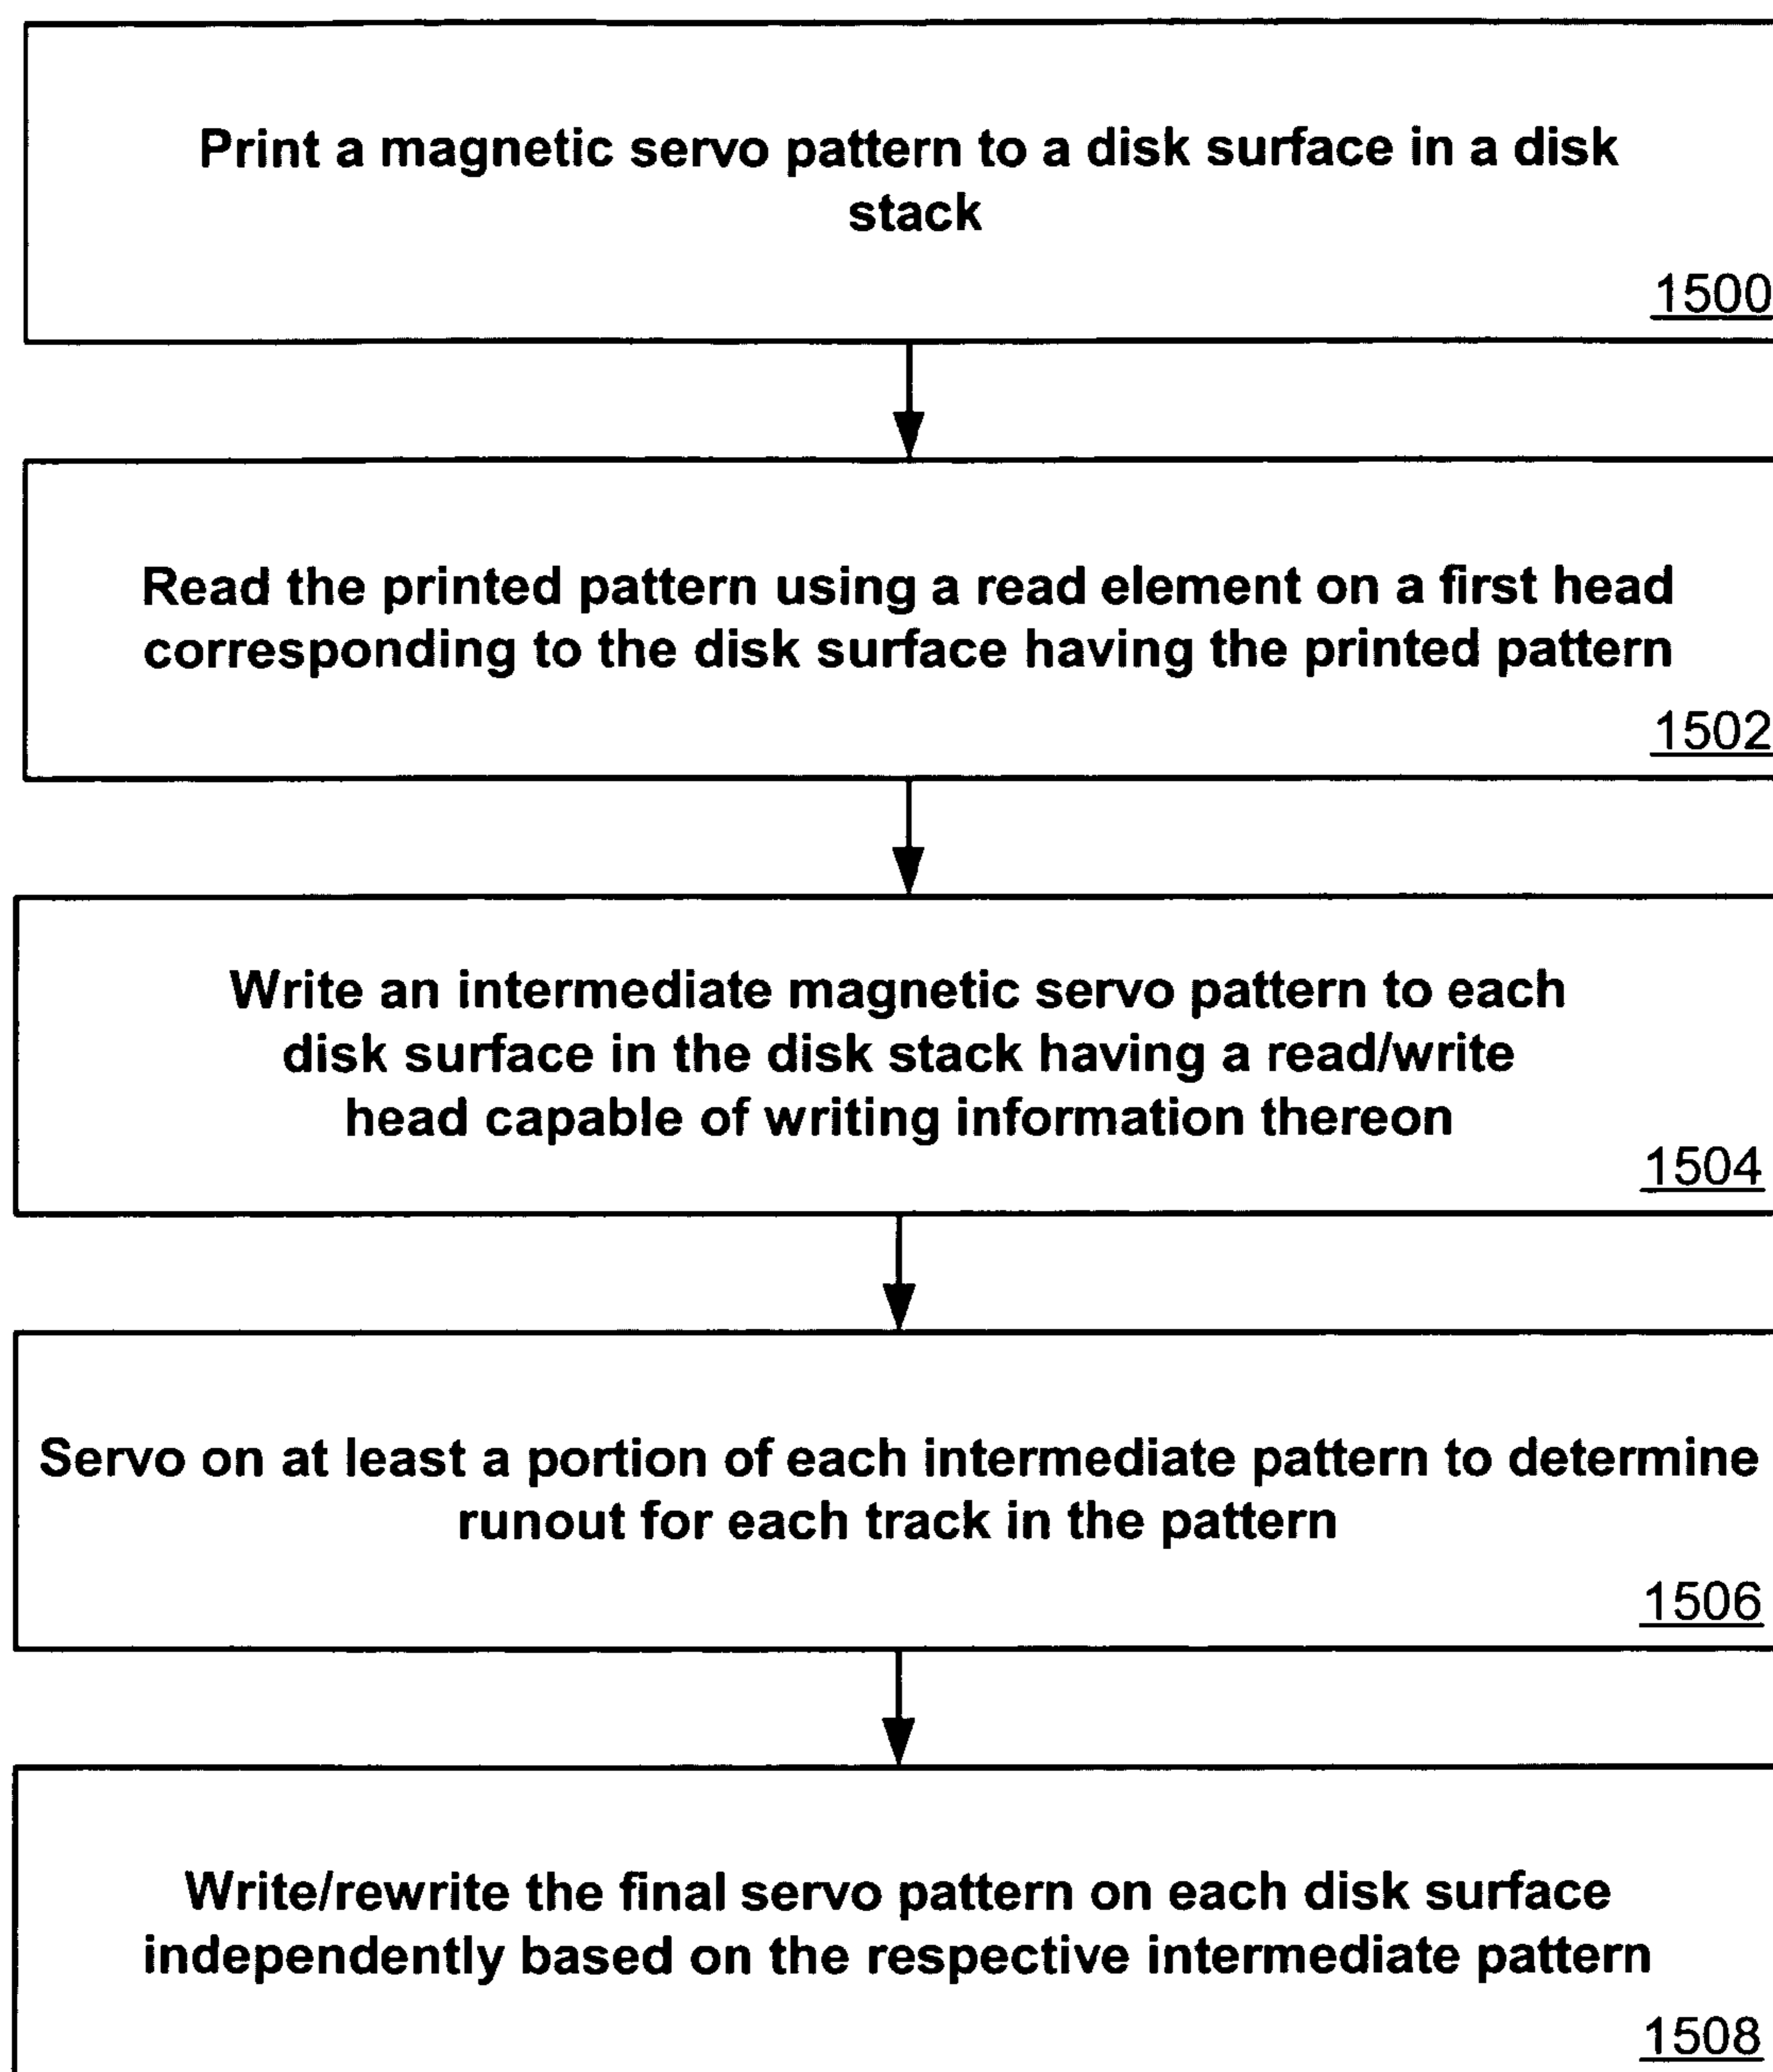 Print a magnetic servo pattern to a disk surface in a disk
stack
1500
Read the printed pattern using a read element on a first head
corresponding to the disk surface having the printed pattern
1502
Write an intermediate magnetic servo pattern to each
disk surface in the disk stack having a read/write
head capable of writing information thereon
1504
Servo on at least a portion of each intermediate pattern to determine
runout for each track in the pattern
1506
Write/rewrite the final servo pattern on each disk surface
independently based on the respective intermediate pattern
1508